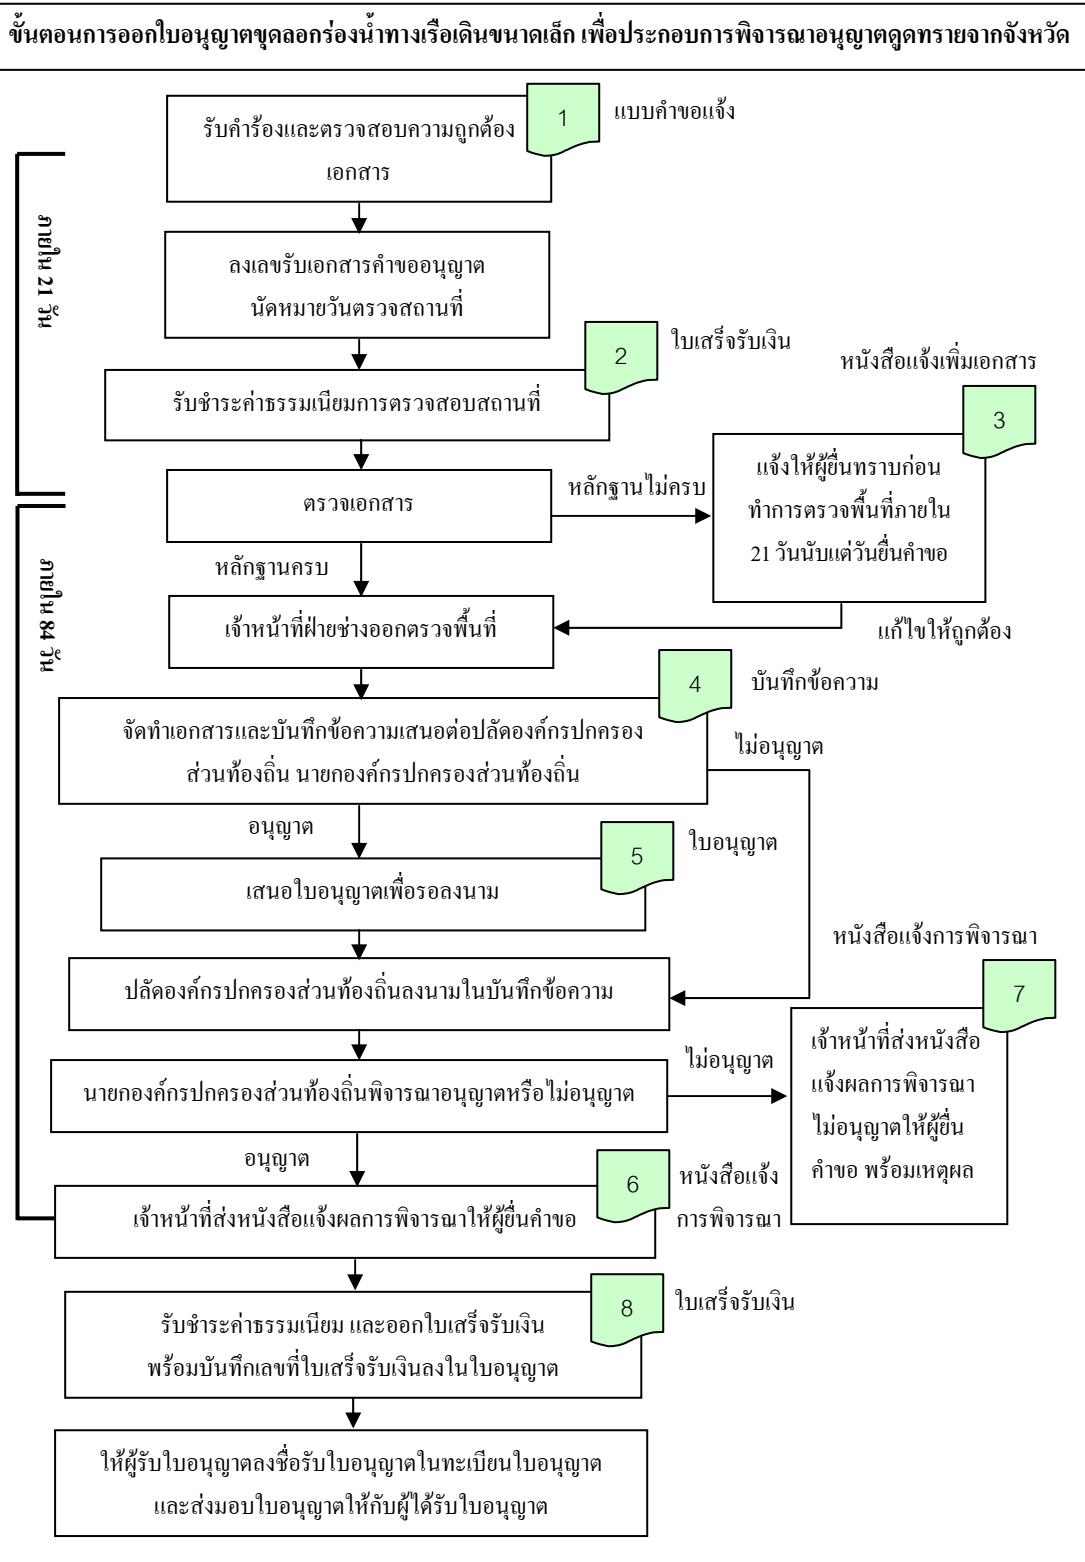 ขั้นตอนการออกใบอนุญาตขุดลอกร่องน้ำทางเรือเดินขนาดเล็ก เพื่อประกอบการพิจารณาอนุญาตดูดทรายจากจังหวัด
1
แบบคำขอแจ้ง
รับคำร้องและตรวจสอบความถูกต้อง
เอกสาร
ภายใน 21 วัน
ลงเลขรับเอกสารคำขออนุญาต
นัดหมายวันตรวจสถานที่
2
ใบเสร็จรับเงิน
รับชำระค่าธรรมเนียมการตรวจสอบสถานที่
หนังสือแจ้งเพิ่มเอกสาร
3
ตรวจเอกสาร
หลักฐานไม่ครบ
แจ้งให้ผู้ยื่นทราบก่อน
ทำการตรวจพื้นที่ภายใน
21 วันนับแต่วันยื่นคำขอ
หลักฐานครบ
ภายใน 84 วัน
เจ้าหน้าที่ฝ่ายช่างออกตรวจพื้นที่
แก้ไขให้ถูกต้อง
4
บันทึกข้อความ
จัดทำเอกสารและบันทึกข้อความเสนอต่อปลัดองค์กรปกครอง
ส่วนท้องถิ่น นายกองค์กรปกครองส่วนท้องถิ่น
ไม่อนุญาต
อนุญาต
5
ใบอนุญาต
เสนอใบอนุญาตเพื่อรอลงนาม
หนังสือแจ้งการพิจารณา
7
ปลัดองค์กรปกครองส่วนท้องถิ่นลงนามในบันทึกข้อความ
นายกองค์กรปกครองส่วนท้องถิ่นพิจารณาอนุญาตหรือไม่อนุญาต
ไม่อนุญาต
เจ้าหน้าที่ส่งหนังสือ
แจ้งผลการพิจารณา
ไม่อนุญาตให้ผู้ยื่น
คำขอ พร้อมเหตุผล
อนุญาต
6
หนังสือแจ้ง
การพิจารณา
เจ้าหน้าที่ส่งหนังสือแจ้งผลการพิจารณาให้ผู้ยื่นคำขอ
8
ใบเสร็จรับเงิน
รับชำระค่าธรรมเนียม และออกใบเสร็จรับเงิน
พร้อมบันทึกเลขที่ใบเสร็จรับเงินลงในใบอนุญาต
ให้ผู้รับใบอนุญาตลงชื่อรับใบอนุญาตในทะเบียนใบอนุญาต
และส่งมอบใบอนุญาตให้กับผู้ได้รับใบอนุญาต